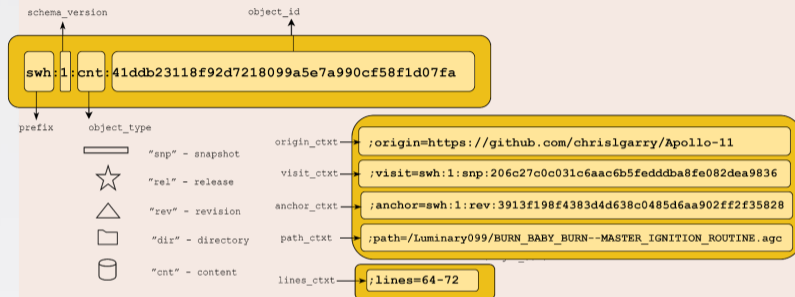 schema_version object_id
swh:1:cnt:41ddb23118f92d7218099a5e7a990cf58f1d07fa
prefix object_type
"snp" - snapshot
"rel" - release
"rev" - revision
"dir" - directory
"cnt" - content
origin_ctxt ;origin=https://github.com/chrislgarry/Apollo-11
visit_ctxt ;visit=swh:1:snp:206c27c0c031c6aac6b5fedddba8fe082dea9836
anchor_ctxt ;anchor=swh:1:rev:3913f198f4383d4d638c0485d6aa902ff2f35828
path_ctxt ;path=/Luminary099/BURN_BABY_BURN--MASTER_IGNITION_ROUTINE.agc
lines_ctxt ;lines=64-72